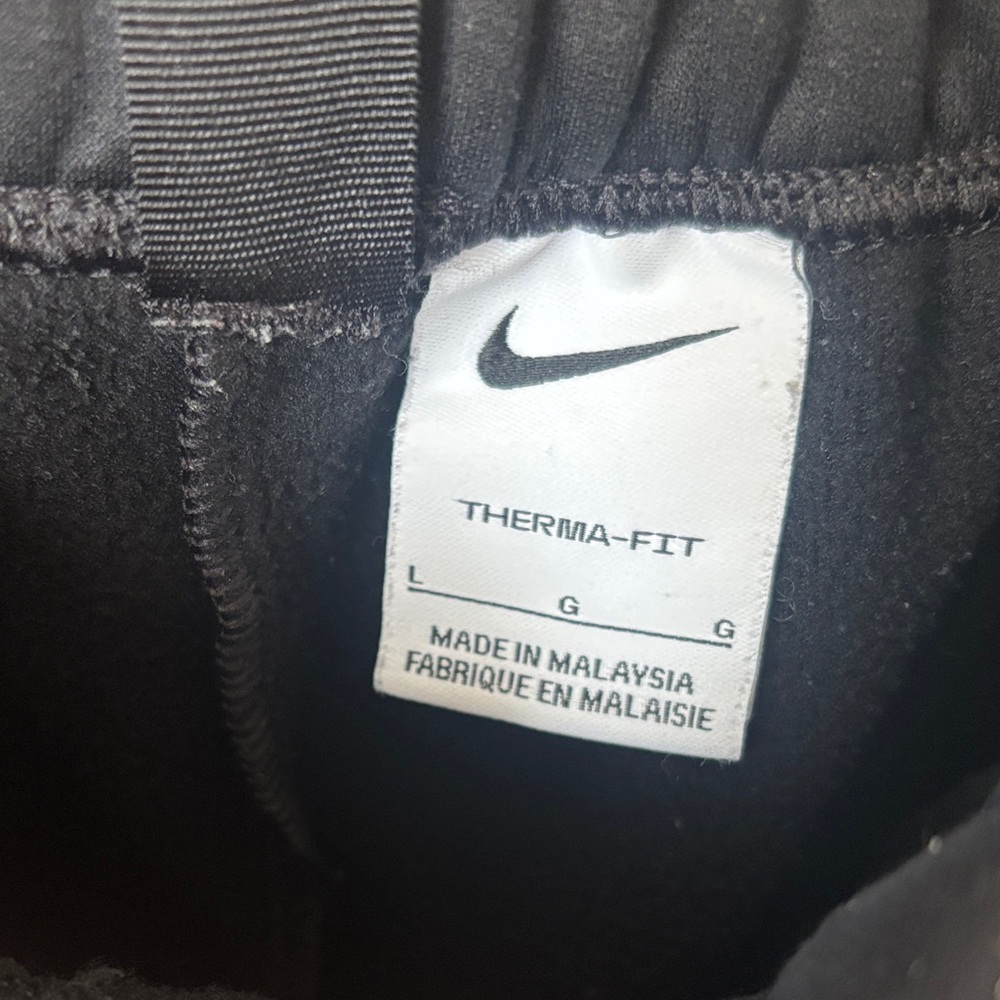 THERMA-FIT
L G G
MADE IN MALAYSIA
FABRIQUE EN MALAISIE